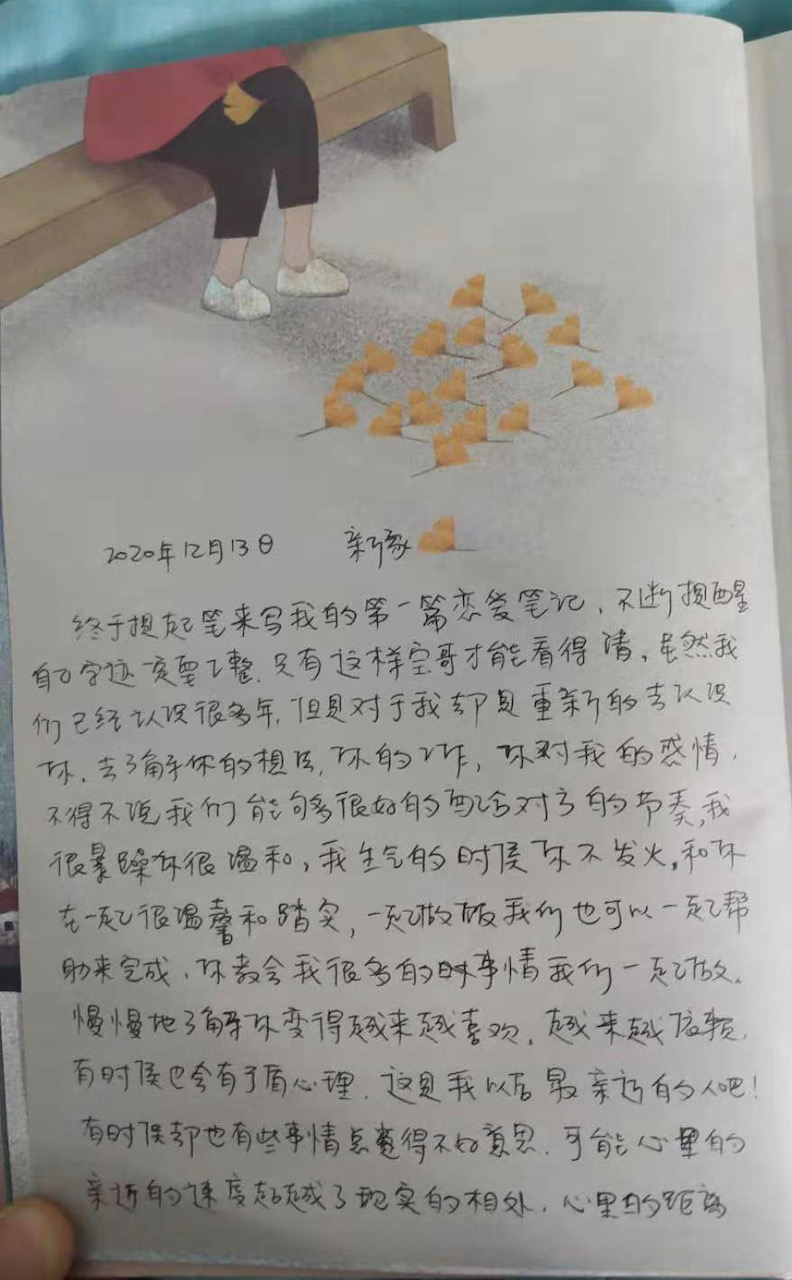 2020年12月13日 新家
终于提起笔来写我的第一篇恋爱笔记、不断提醒
自己字迹一定要工整.只有这样宝哥才能看得清。虽然我
们已经认识很多年,但是对于我却是重新的去认识
你.去了解你的想法,你的工作,你对我的感情.
不得不说我们能够很好的配合对方的节奏,我
很暴躁你很温和,我生气的时候你不发火,和你
在一起很温馨和踏实,一起做饭我们也可以一起帮
助来完成、你教会我很多的事情我们一起做.
慢慢地了解你变得越来越喜欢.越来越信赖.
有时候也会有矛盾心理.这是我以后最亲近的人吧!
有时候却也有些事情总觉得不好意思.可能心里的
亲近的速度超越了现实的相处.心里的距离